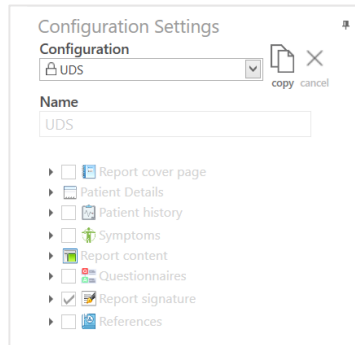 Configuration Settings
Configuration
UDS
copy cancel
Name
UDS
Report cover page
Patient Details
Patient history
Symptoms
Report content
Questionnaires
Report signature
References